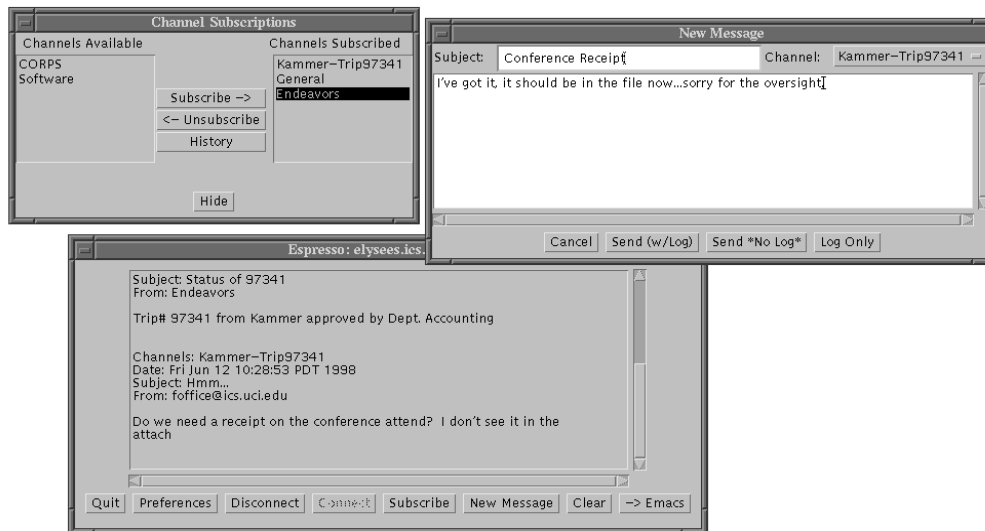 Channel Subscriptions
Channels Available
Channels Subscribed
CORPS
Software
Subscribe ->
<- Unsubscribe
History
Kammer-Trip97341
General
Endeavors
Hide
New Message
Subject: Conference Receipt
Channel: Kammer-Trip97341
I've got it, it should be in the file now...sorry for the oversight,
Cancel Send (w/Log) Send *No Log* Log Only
Espresso: elysees.ics.
Subject: Status of 97341
From: Endeavors
Trip# 97341 from Kammer approved by Dept. Accounting
Channels: Kammer-Trip97341
Date: Fri Jun 12 10:28:53 PDT 1998
Subject: Hmm...
From: foffice@ics.uci.edu
Do we need a receipt on the conference attend? I don't see it in the
attach
Quit Preferences Disconnect Connect Subscribe New Message Clear -> Emacs